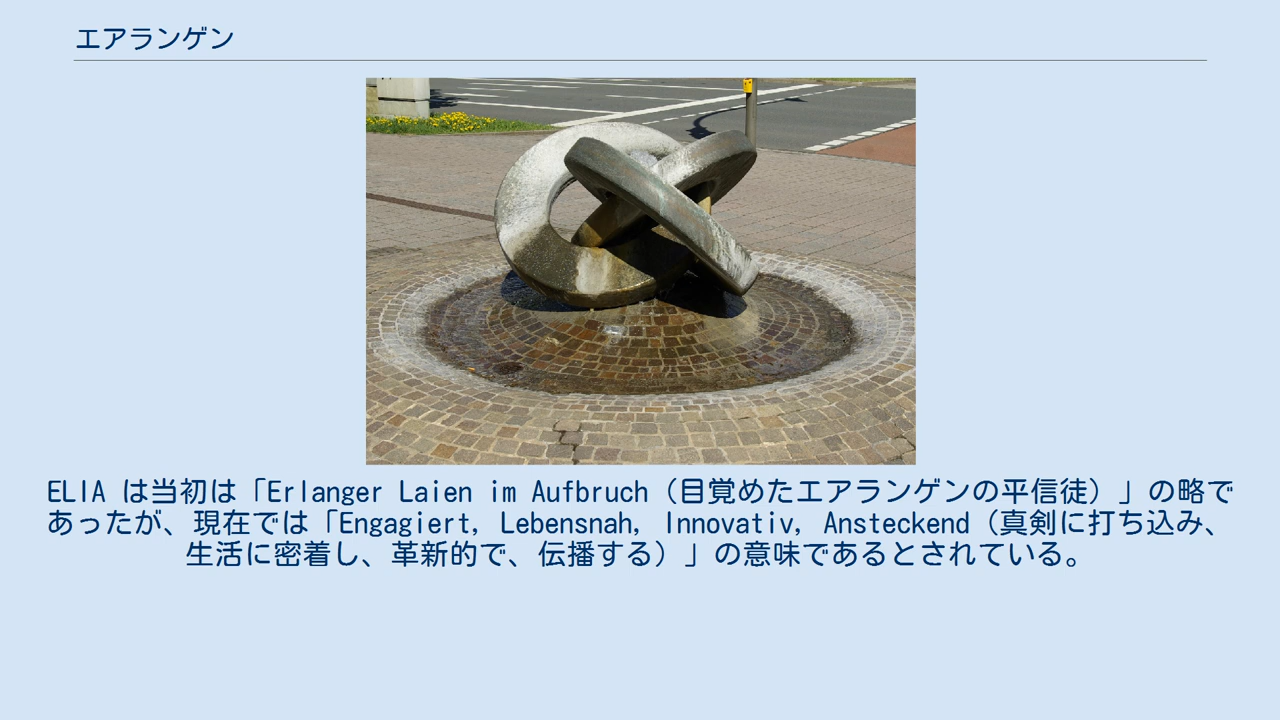 エアランゲン
ELIA は当初は「Erlanger Laien im Aufbruch（目覚めたエアランゲンの平信徒）」の略で
あったが、現在では「Engagiert, Lebensnah, Innovativ, Ansteckend（真剣に打ち込み、
生活に密着し、革新的で、伝播する）」の意味であるとされている。